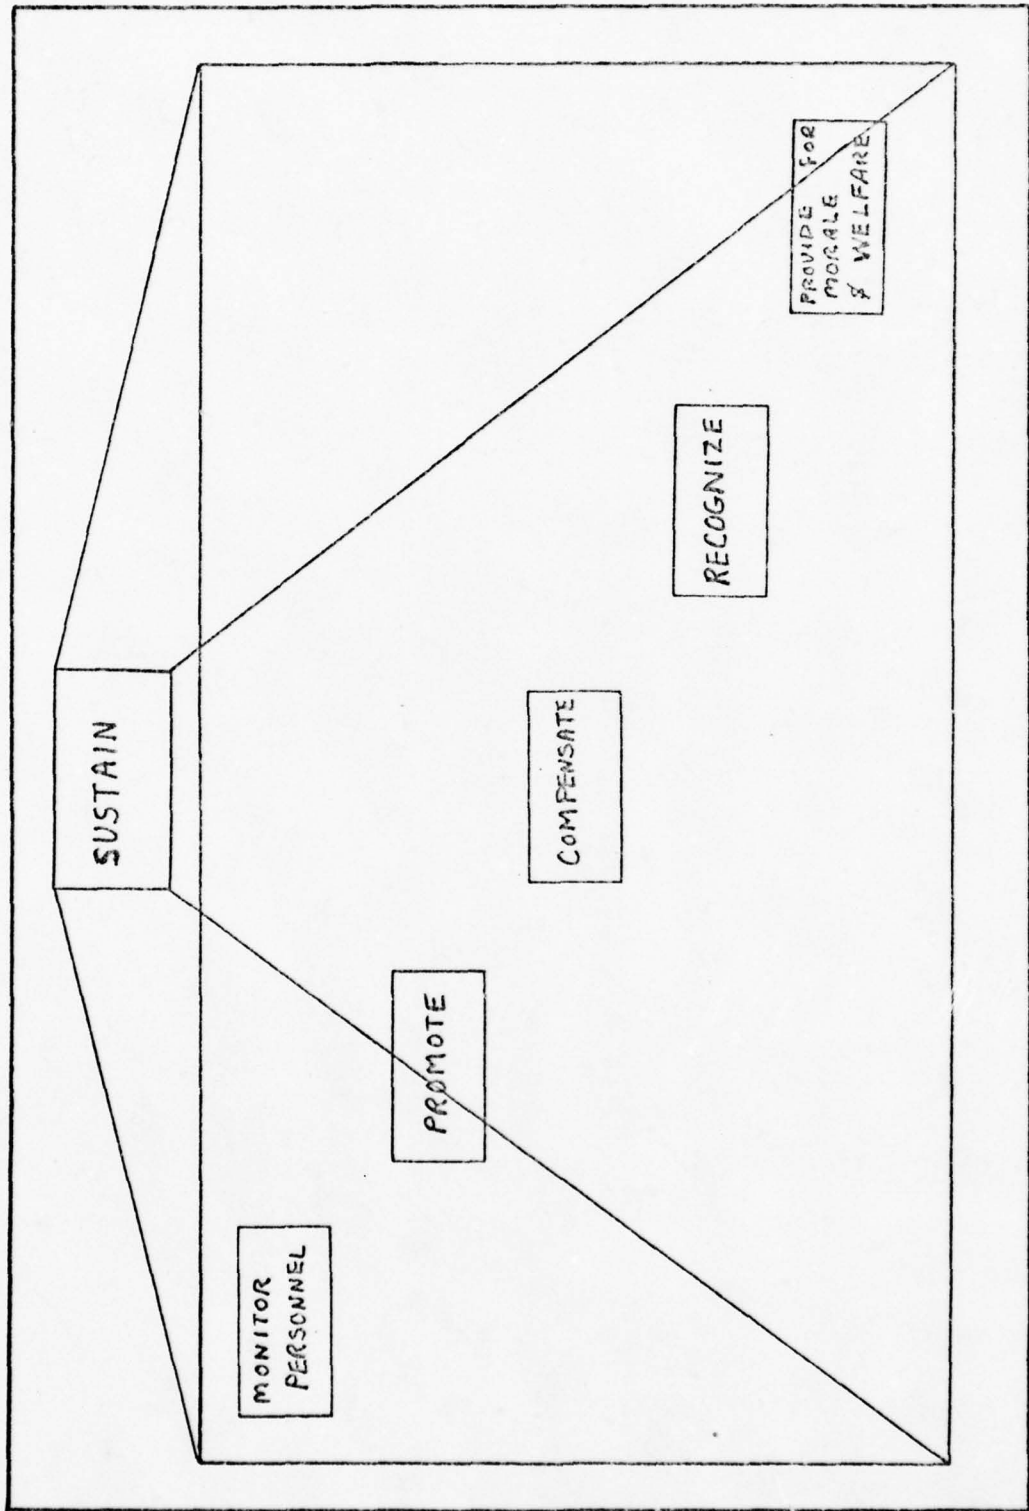 SUSTAIN
MONITOR
PERSONNEL
PROMOTE
COMPENSATE
RECOGNIZE
PROVIDE FOR
MORALE
& WELFARE